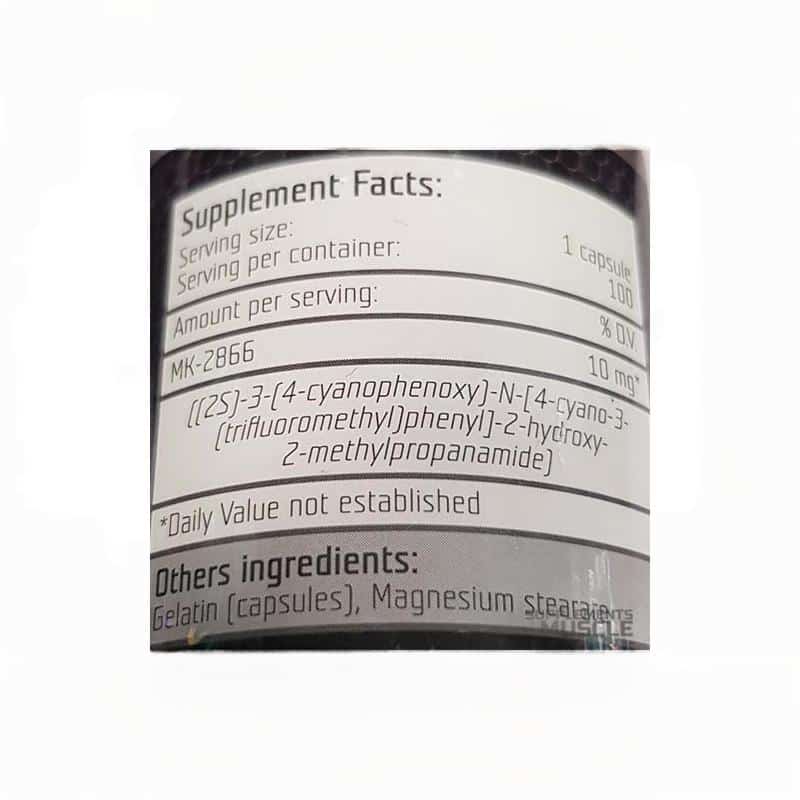 Supplement Facts:
Serving size: 1 capsule
Serving per container: 100
Amount per serving: % D.V.
MK-2866 10 mg*
((2S)-3-(4-cyanophenoxy)-N-[4-cyano-3-
(trifluoromethyl)phenyl]-2-hydroxy-
2-methylpropanamide)
*Daily Value not established
Others ingredients:
Gelatin (capsules), Magnesium stearate
SUPPLEMENTS
MUSCLE